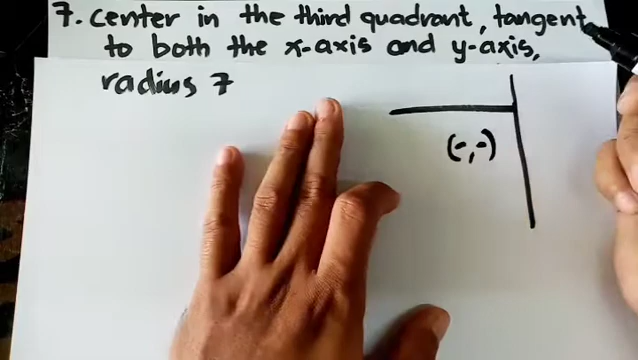 7. center in the third quadrant, tangent
to both the x-axis and y-axis,
radius 7
(-,-)